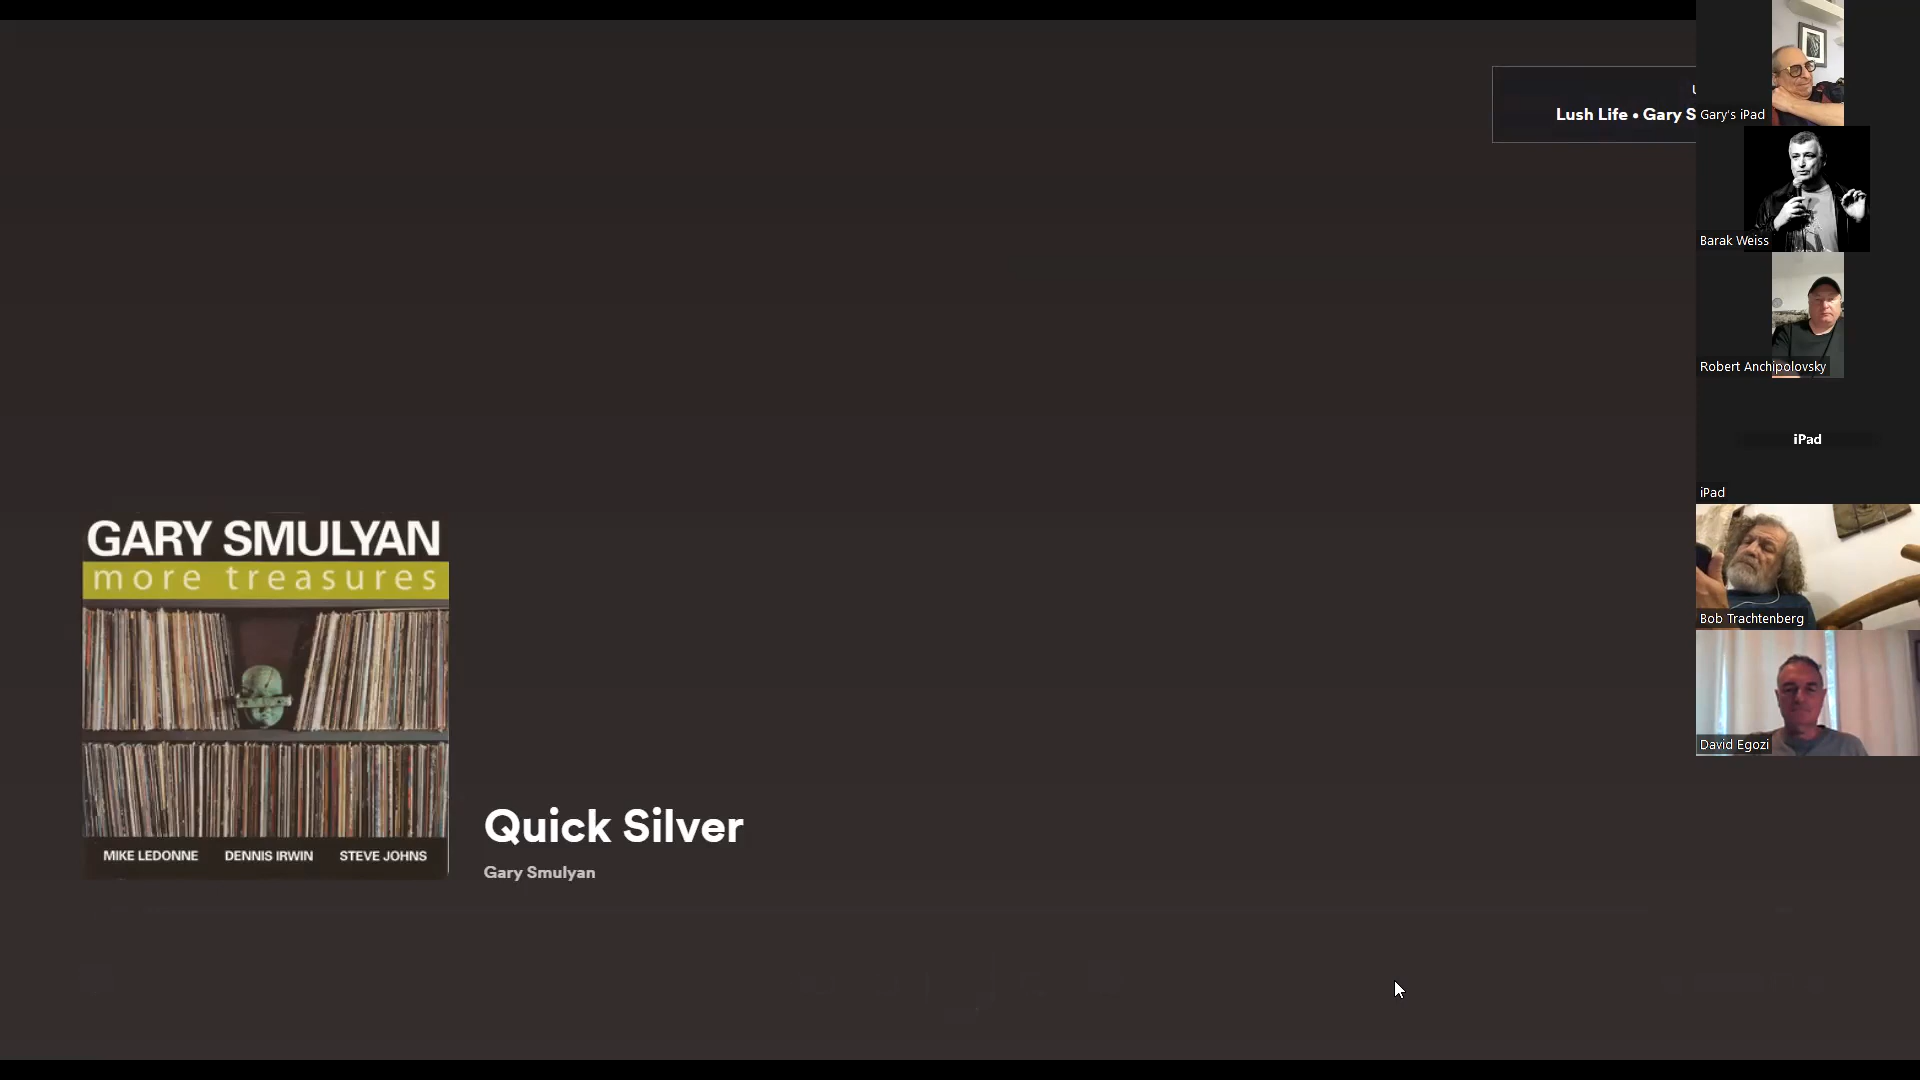 Lush Life • Gary S
Gary's iPad
Barak Weiss
Robert Anchipolovsky
iPad
iPad
Bob Trachtenberg
David Egozi
GARY SMULYAN
more treasures
MIKE LEDONNE DENNIS IRWIN STEVE JOHNS
Quick Silver
Gary Smulyan